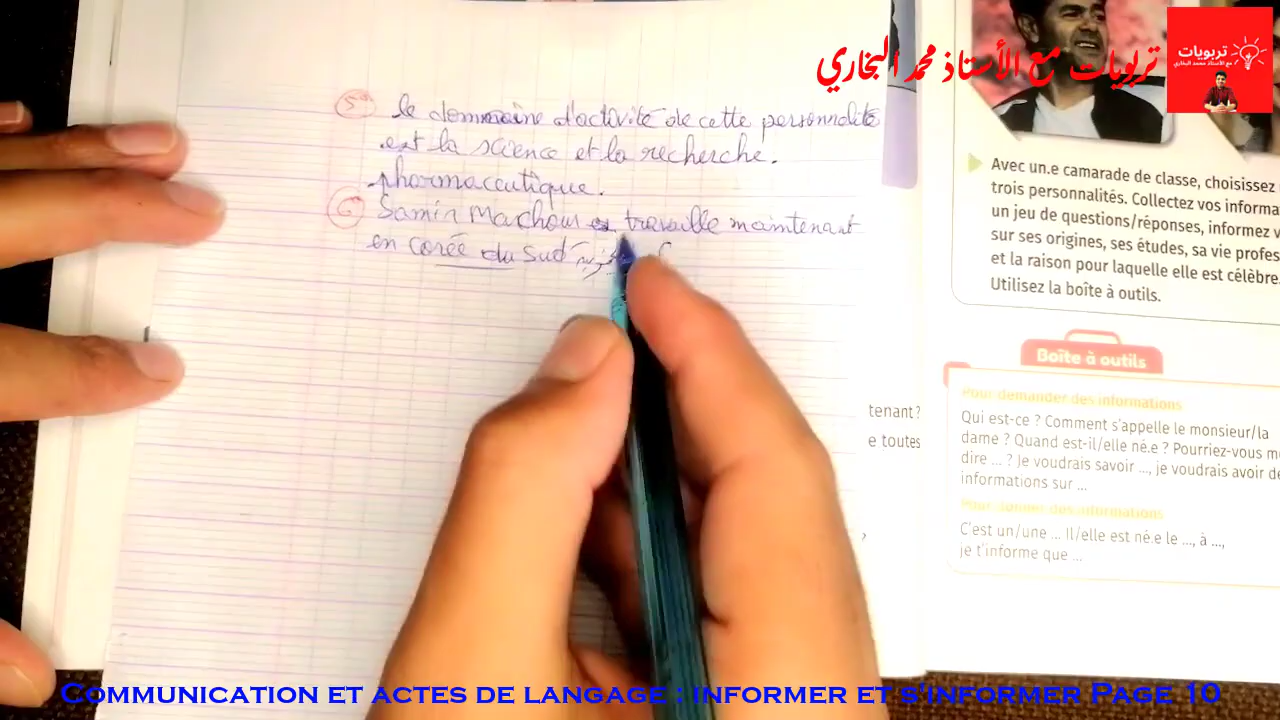 تربويات مع الأستاذ محمد البخاري
تربويات
مع الأستاذ محمد البخاري
5
le dommaine d'activité de cette personnalité
est la science et la recherche.
pharmaceutique.
6
Samir Machour travaille maintenant
en corée du sud
Avec un.e camarade de classe, choisissez
trois personnalités. Collectez vos informa
un jeu de questions/réponses, informez v
sur ses origines, ses études, sa vie profes
et la raison pour laquelle elle est célèbre.
Utilisez la boîte à outils.
tenant?
e toutes
Boîte à outils
Pour demander des informations
Qui est-ce ? Comment s'appelle le monsieur/la
dame ? Quand est-il/elle né.e ? Pourriez-vous m
dire ... ? Je voudrais savoir ..., je voudrais avoir de
informations sur ...
Pour donner des informations
C'est un/une ... Il/elle est né.e le ..., à ...,
je t'informe que ...
Communication et actes de langage : informer et s'informer Page 10